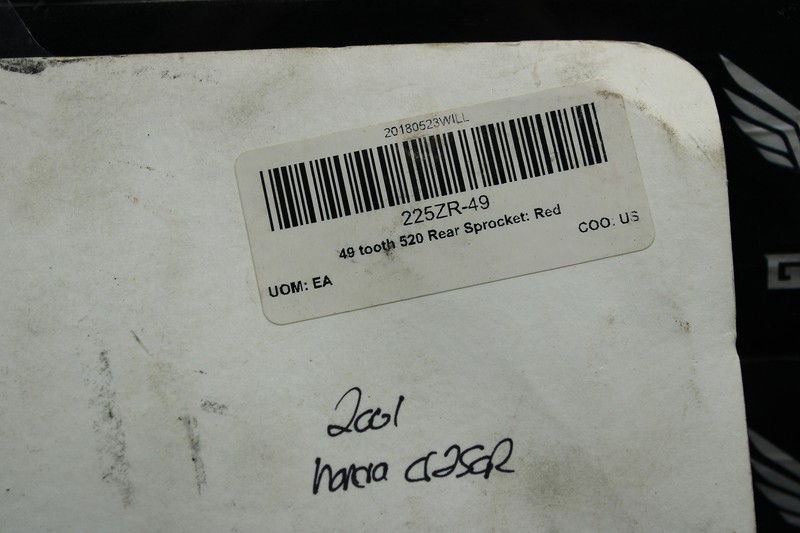 20180523WILL
225ZR-49
49 tooth 520 Rear Sprocket: Red
COO: US
UOM: EA
2001
honda cr250R
G